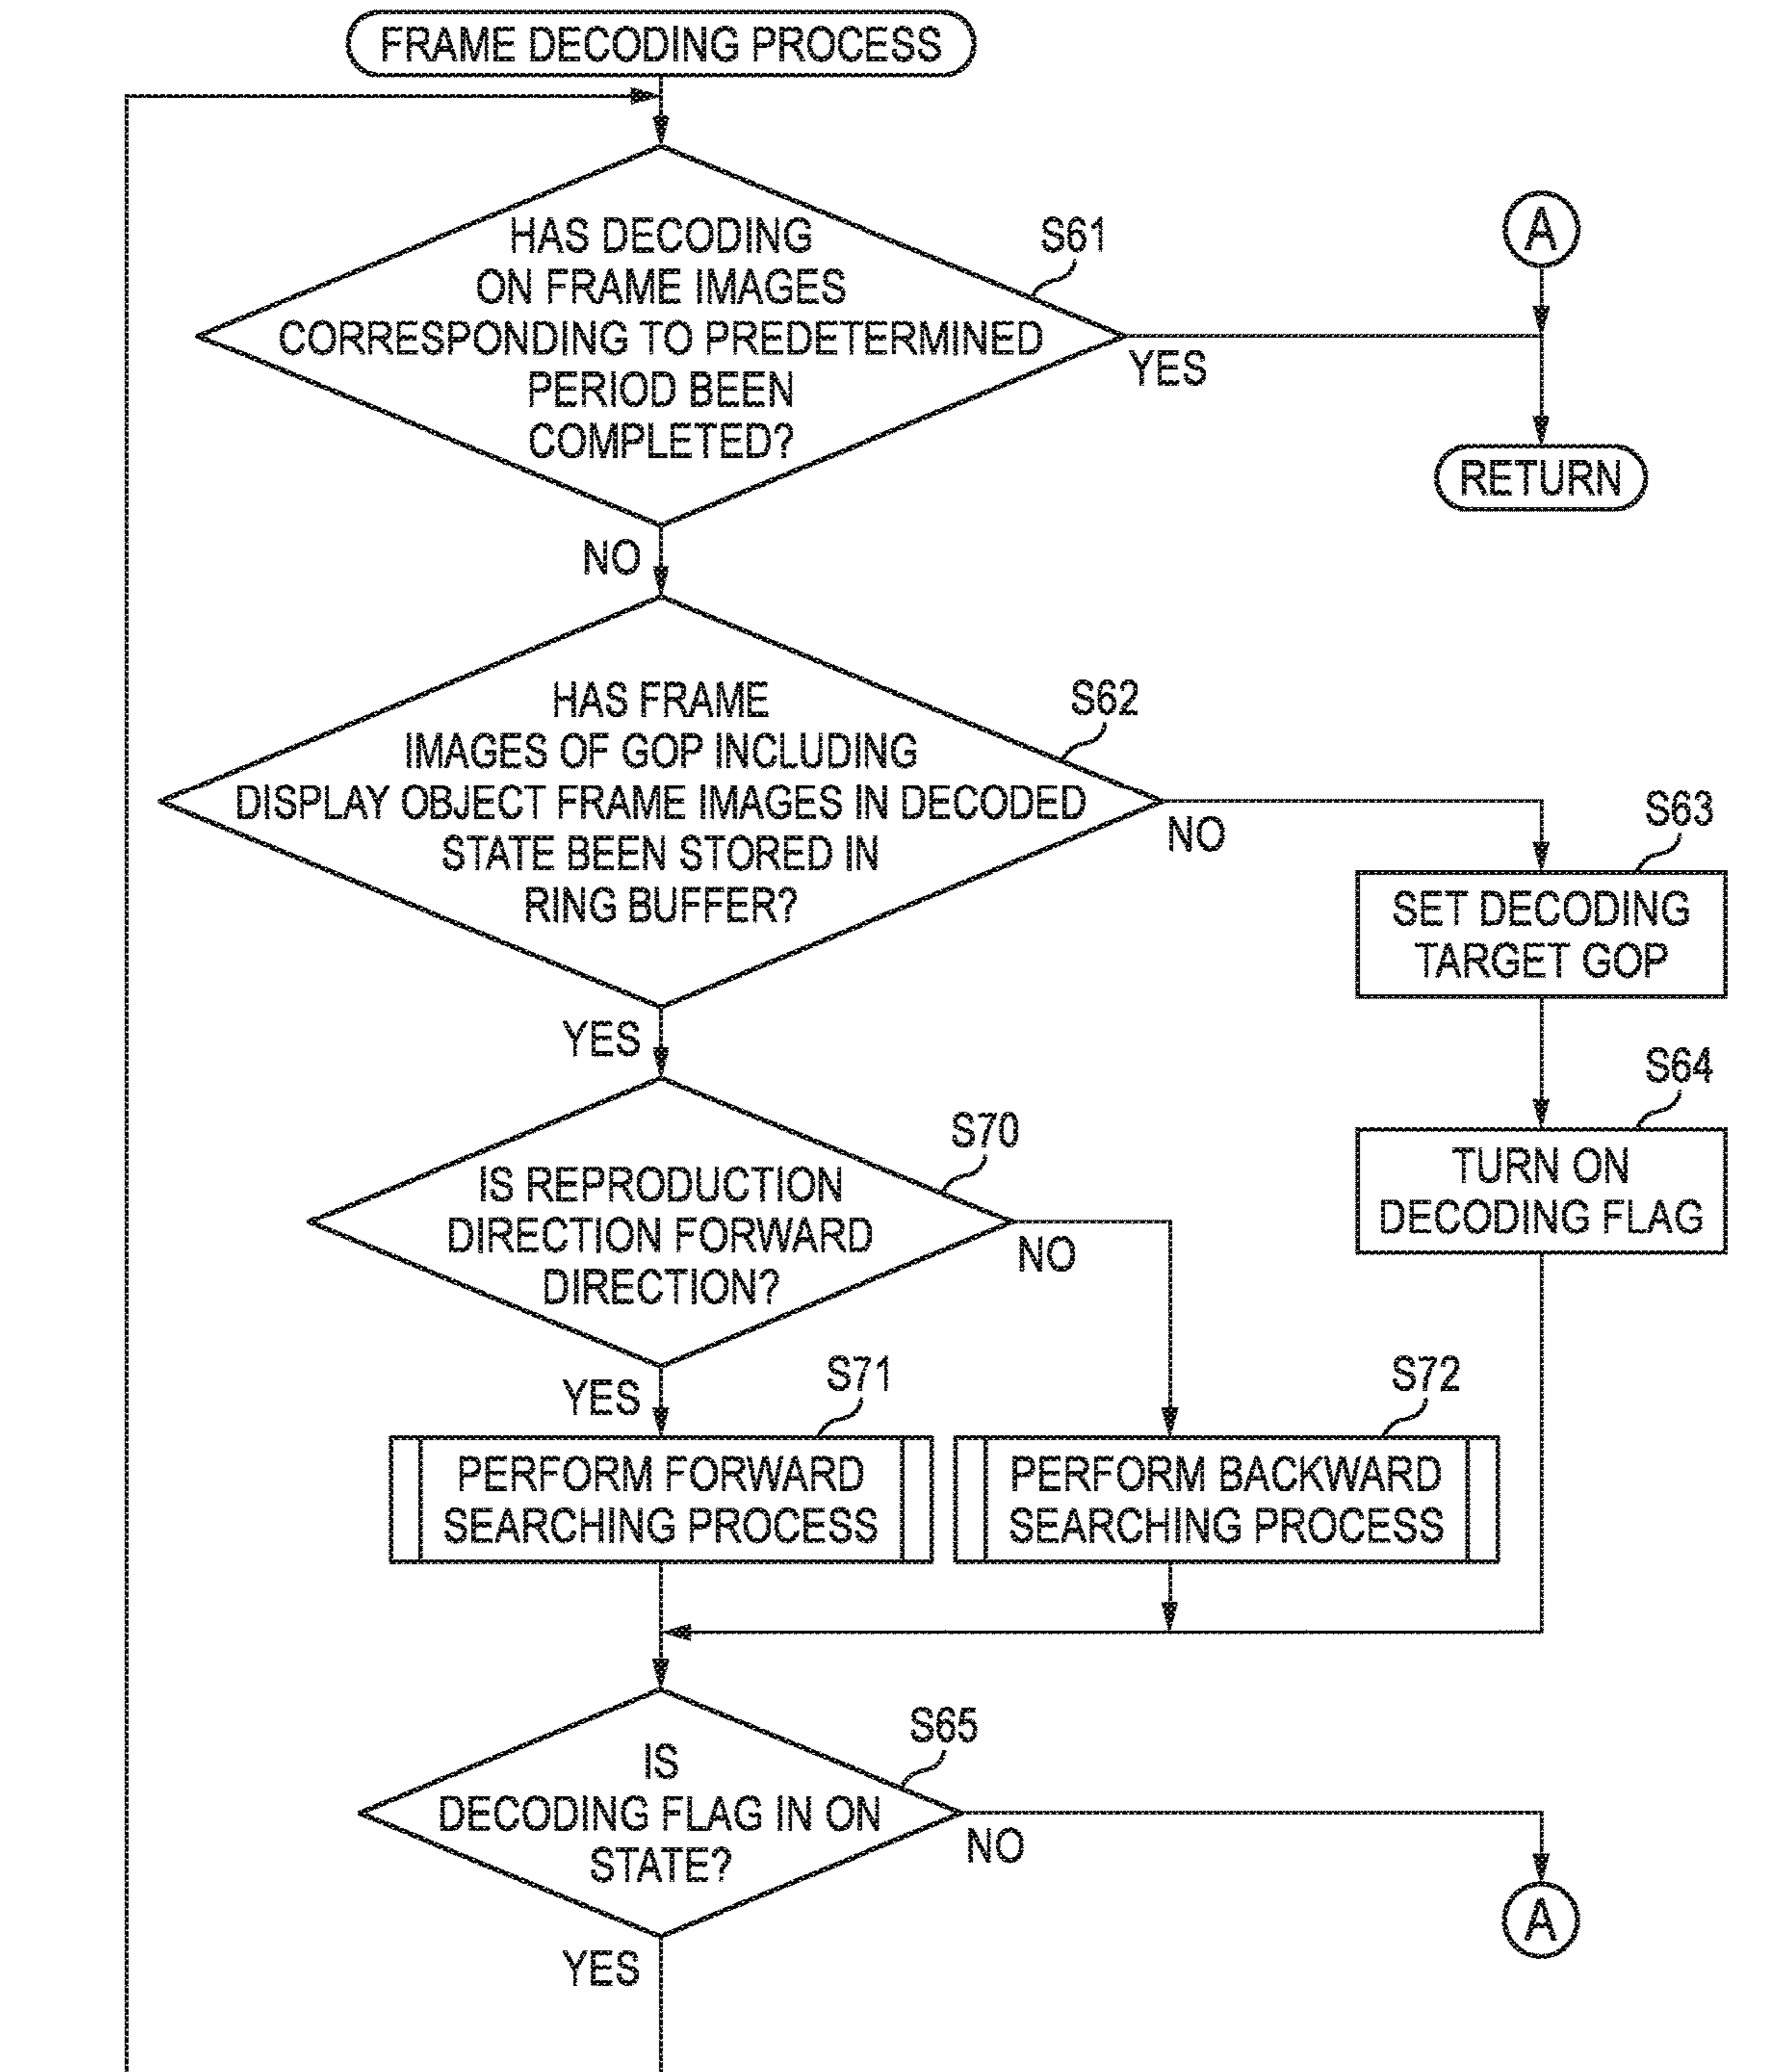 FRAME DECODING PROCESS
HAS DECODING
ON FRAME IMAGES
CORRESPONDING TO PREDETERMINED
PERIOD BEEN
COMPLETED?
S61
YES
A
RETURN
NO
HAS FRAME
IMAGES OF GOP INCLUDING
DISPLAY OBJECT FRAME IMAGES IN DECODED
STATE BEEN STORED IN
RING BUFFER?
S62
NO
S63
SET DECODING
TARGET GOP
S64
TURN ON
DECODING FLAG
YES
S70
IS REPRODUCTION
DIRECTION FORWARD
DIRECTION?
NO
YES
S71
PERFORM FORWARD
SEARCHING PROCESS
S72
PERFORM BACKWARD
SEARCHING PROCESS
S65
IS
DECODING FLAG IN ON
STATE?
NO
A
YES